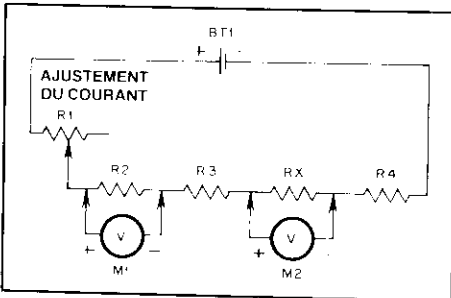 BT1
+ -
AJUSTEMENT
DU COURANT
R1
R2 R3 RX R4
V V
+ - + -
M1 M2